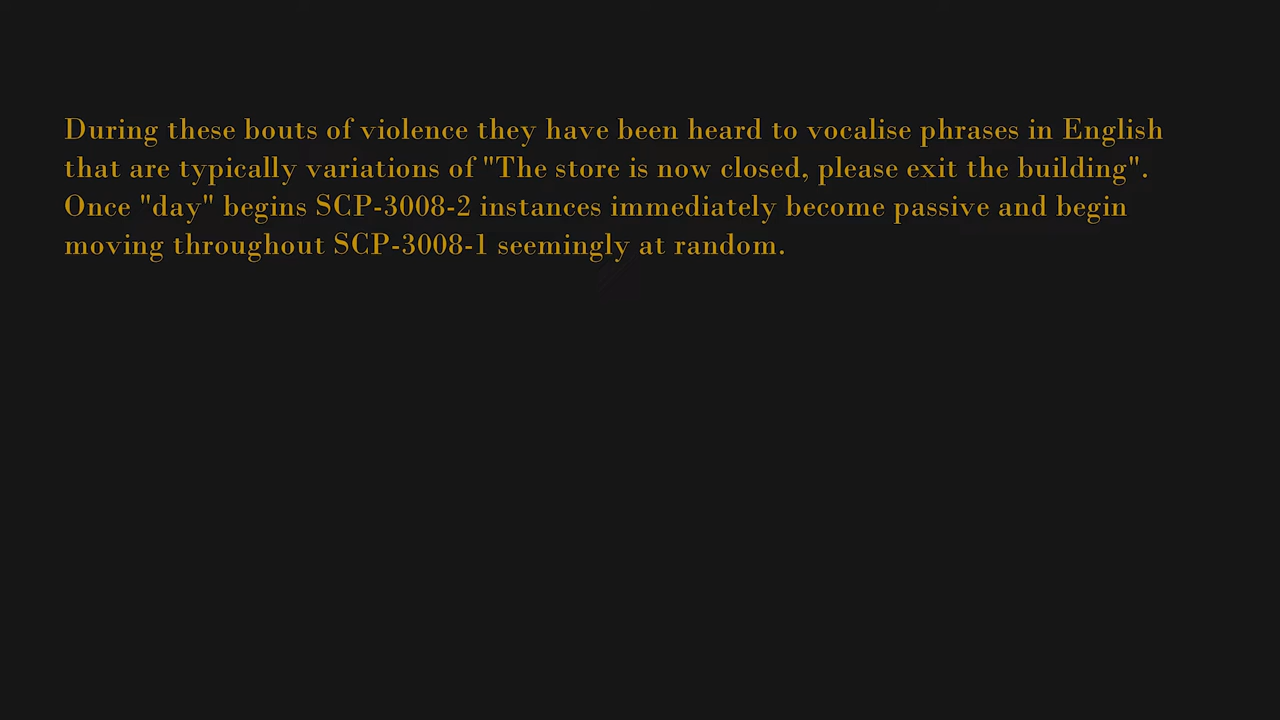 During these bouts of violence they have been heard to vocalise phrases in English
that are typically variations of "The store is now closed, please exit the building".
Once "day" begins SCP-3008-2 instances immediately become passive and begin
moving throughout SCP-3008-1 seemingly at random.